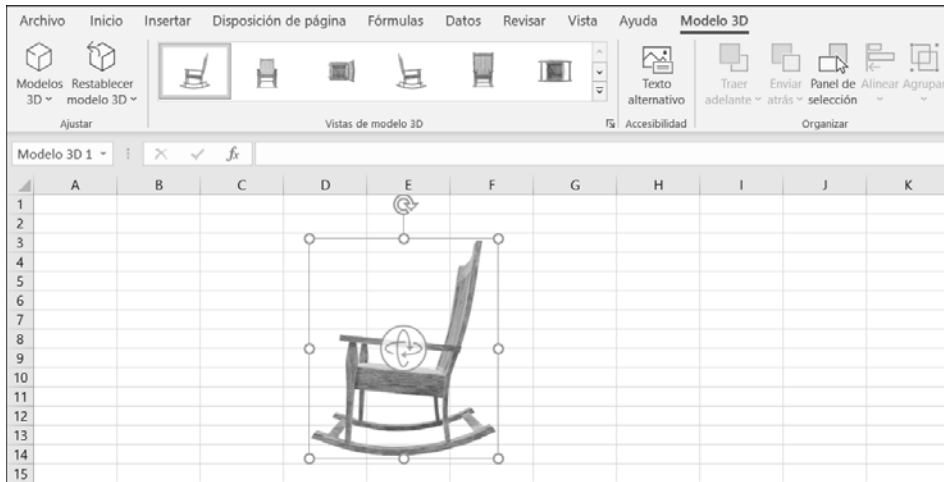 Archivo Inicio Insertar Disposición de página Fórmulas Datos Revisar Vista Ayuda Modelo 3D
Modelos Restablecer Texto Traer Enviar Panel de Alinear Agrupar
3D modelo 3D alternativo adelante atrás selección
Ajustar Vistas de modelo 3D Accesibilidad Organizar
Modelo 3D 1 fx
A B C D E F G H I J K
1
2
3
4
5
6
7
8
9
10
11
12
13
14
15